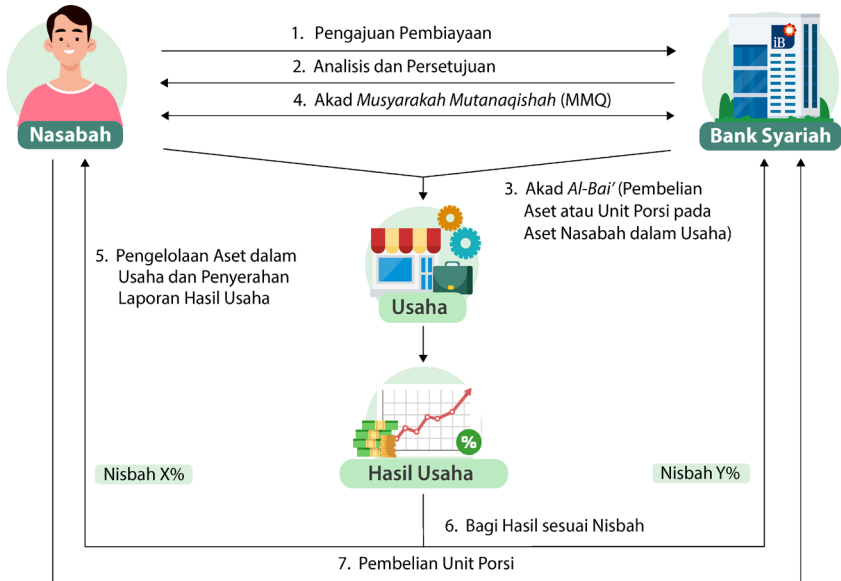 1. Pengajuan Pembiayaan
2. Analisis dan Persetujuan
4. Akad Musyarakah Mutanaqishah (MMQ)
iB
Nasabah
Bank Syariah
3. Akad Al-Bai’ (Pembelian
Aset atau Unit Porsi pada
Aset Nasabah dalam Usaha)
5. Pengelolaan Aset dalam
Usaha dan Penyerahan
Laporan Hasil Usaha
Usaha
%
Hasil Usaha
Nisbah X%
Nisbah Y%
6. Bagi Hasil sesuai Nisbah
7. Pembelian Unit Porsi